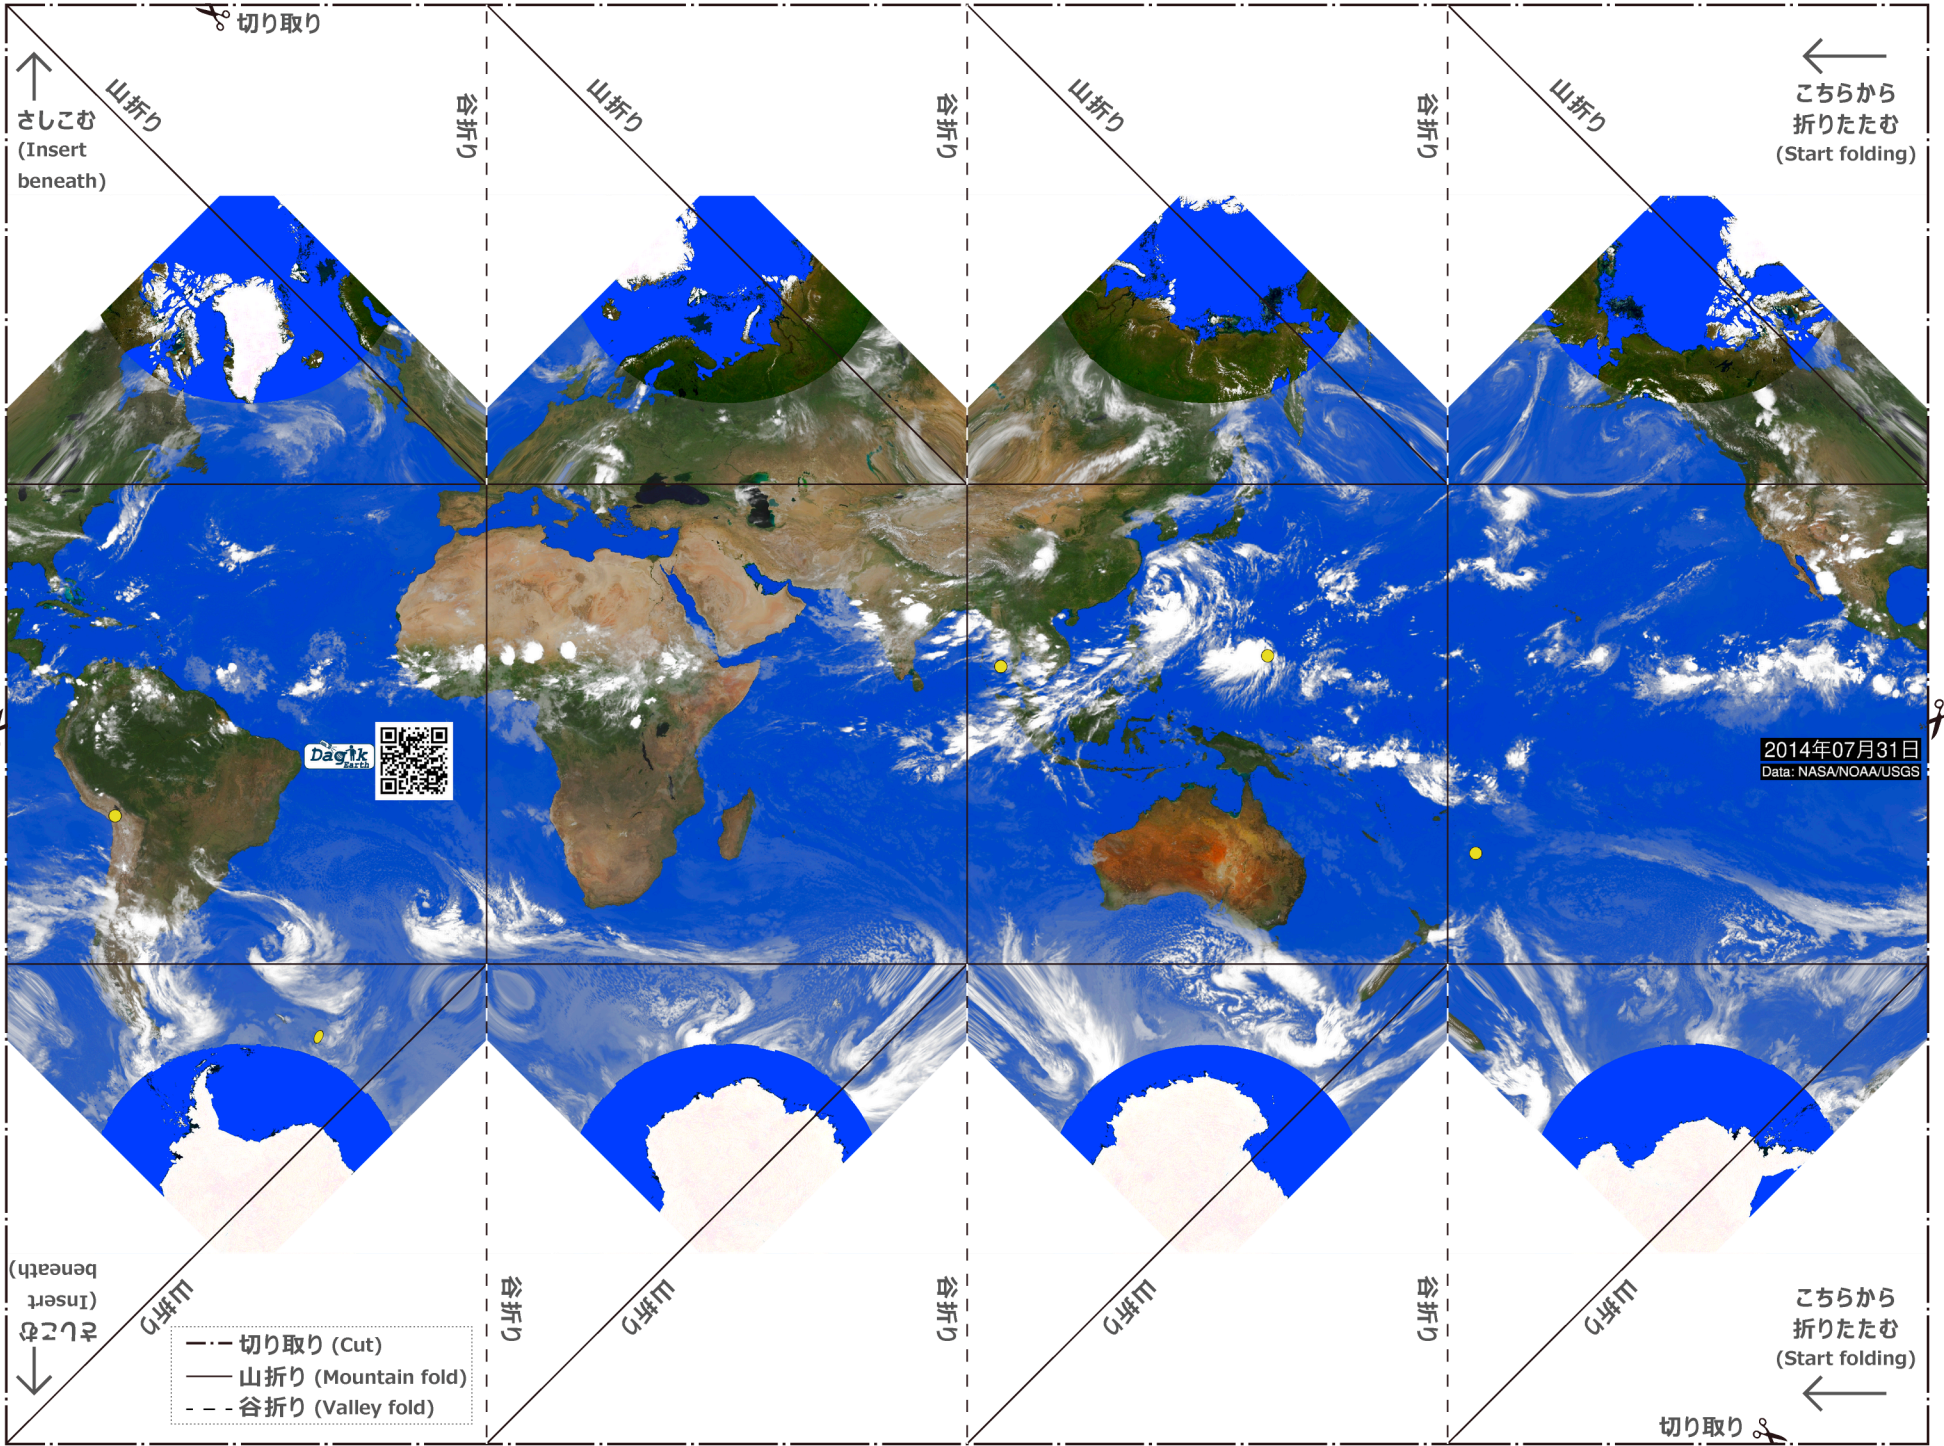 切り取り
山折り
谷折り
山折り
谷折り
山折り
谷折り
山折り
さしこむ
(Insert
beneath)
こちらから
折りたたむ
(Start folding)
Dagik
Earth
2014年07月31日
Data: NASA/NOAA/USGS
さしこむ
(Insert
beneath)
山折り
谷折り
山折り
谷折り
山折り
谷折り
山折り
切り取り (Cut)
山折り (Mountain fold)
谷折り (Valley fold)
こちらから
折りたたむ
(Start folding)
切り取り